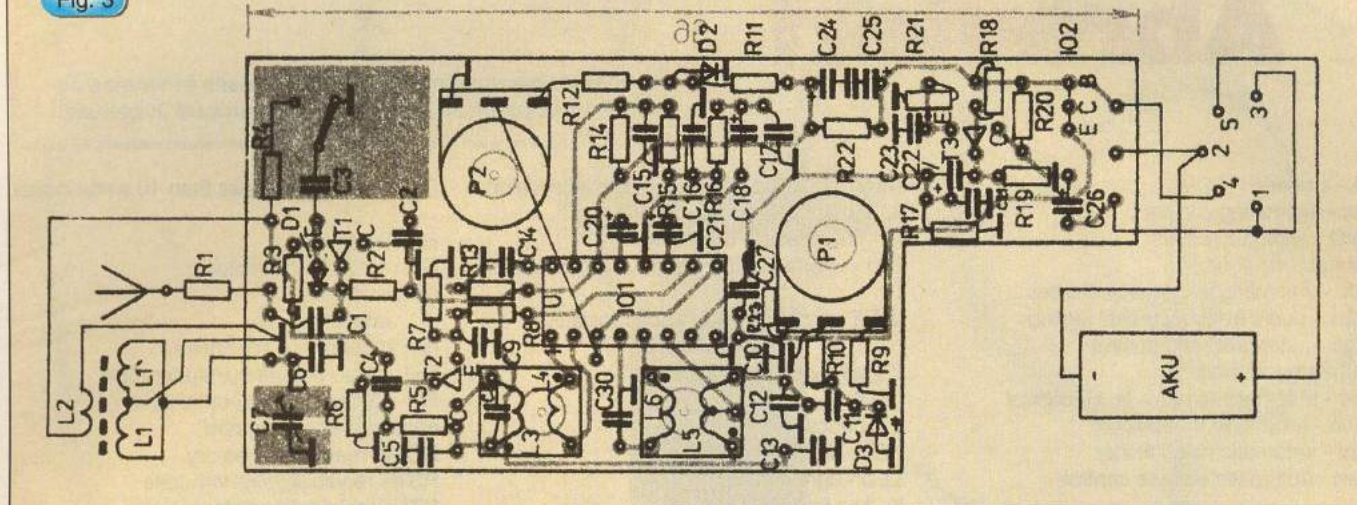 Fig. 3
R4
C3
D1
T1
C
R3
R2
C2
R1
C1
L2
L1
L1'
C6
C7
C4
R6
R5
C5
T2
E
R7
R13
C14
R8
C9
L3
L4
P2
R12
R14
C15
R15
C16
R16
C17
C18
C20
C21
IO1
U
C30
L6
L5
C10
C27
R23
C12
C13
C11
R10
R9
D3
P1
D2
R11
C24
C25
R22
C23
C22
R21
T3
E
C
R18
R17
R19
R20
C26
IO2
E C B
5
3
2
4
1
AKU
-
+